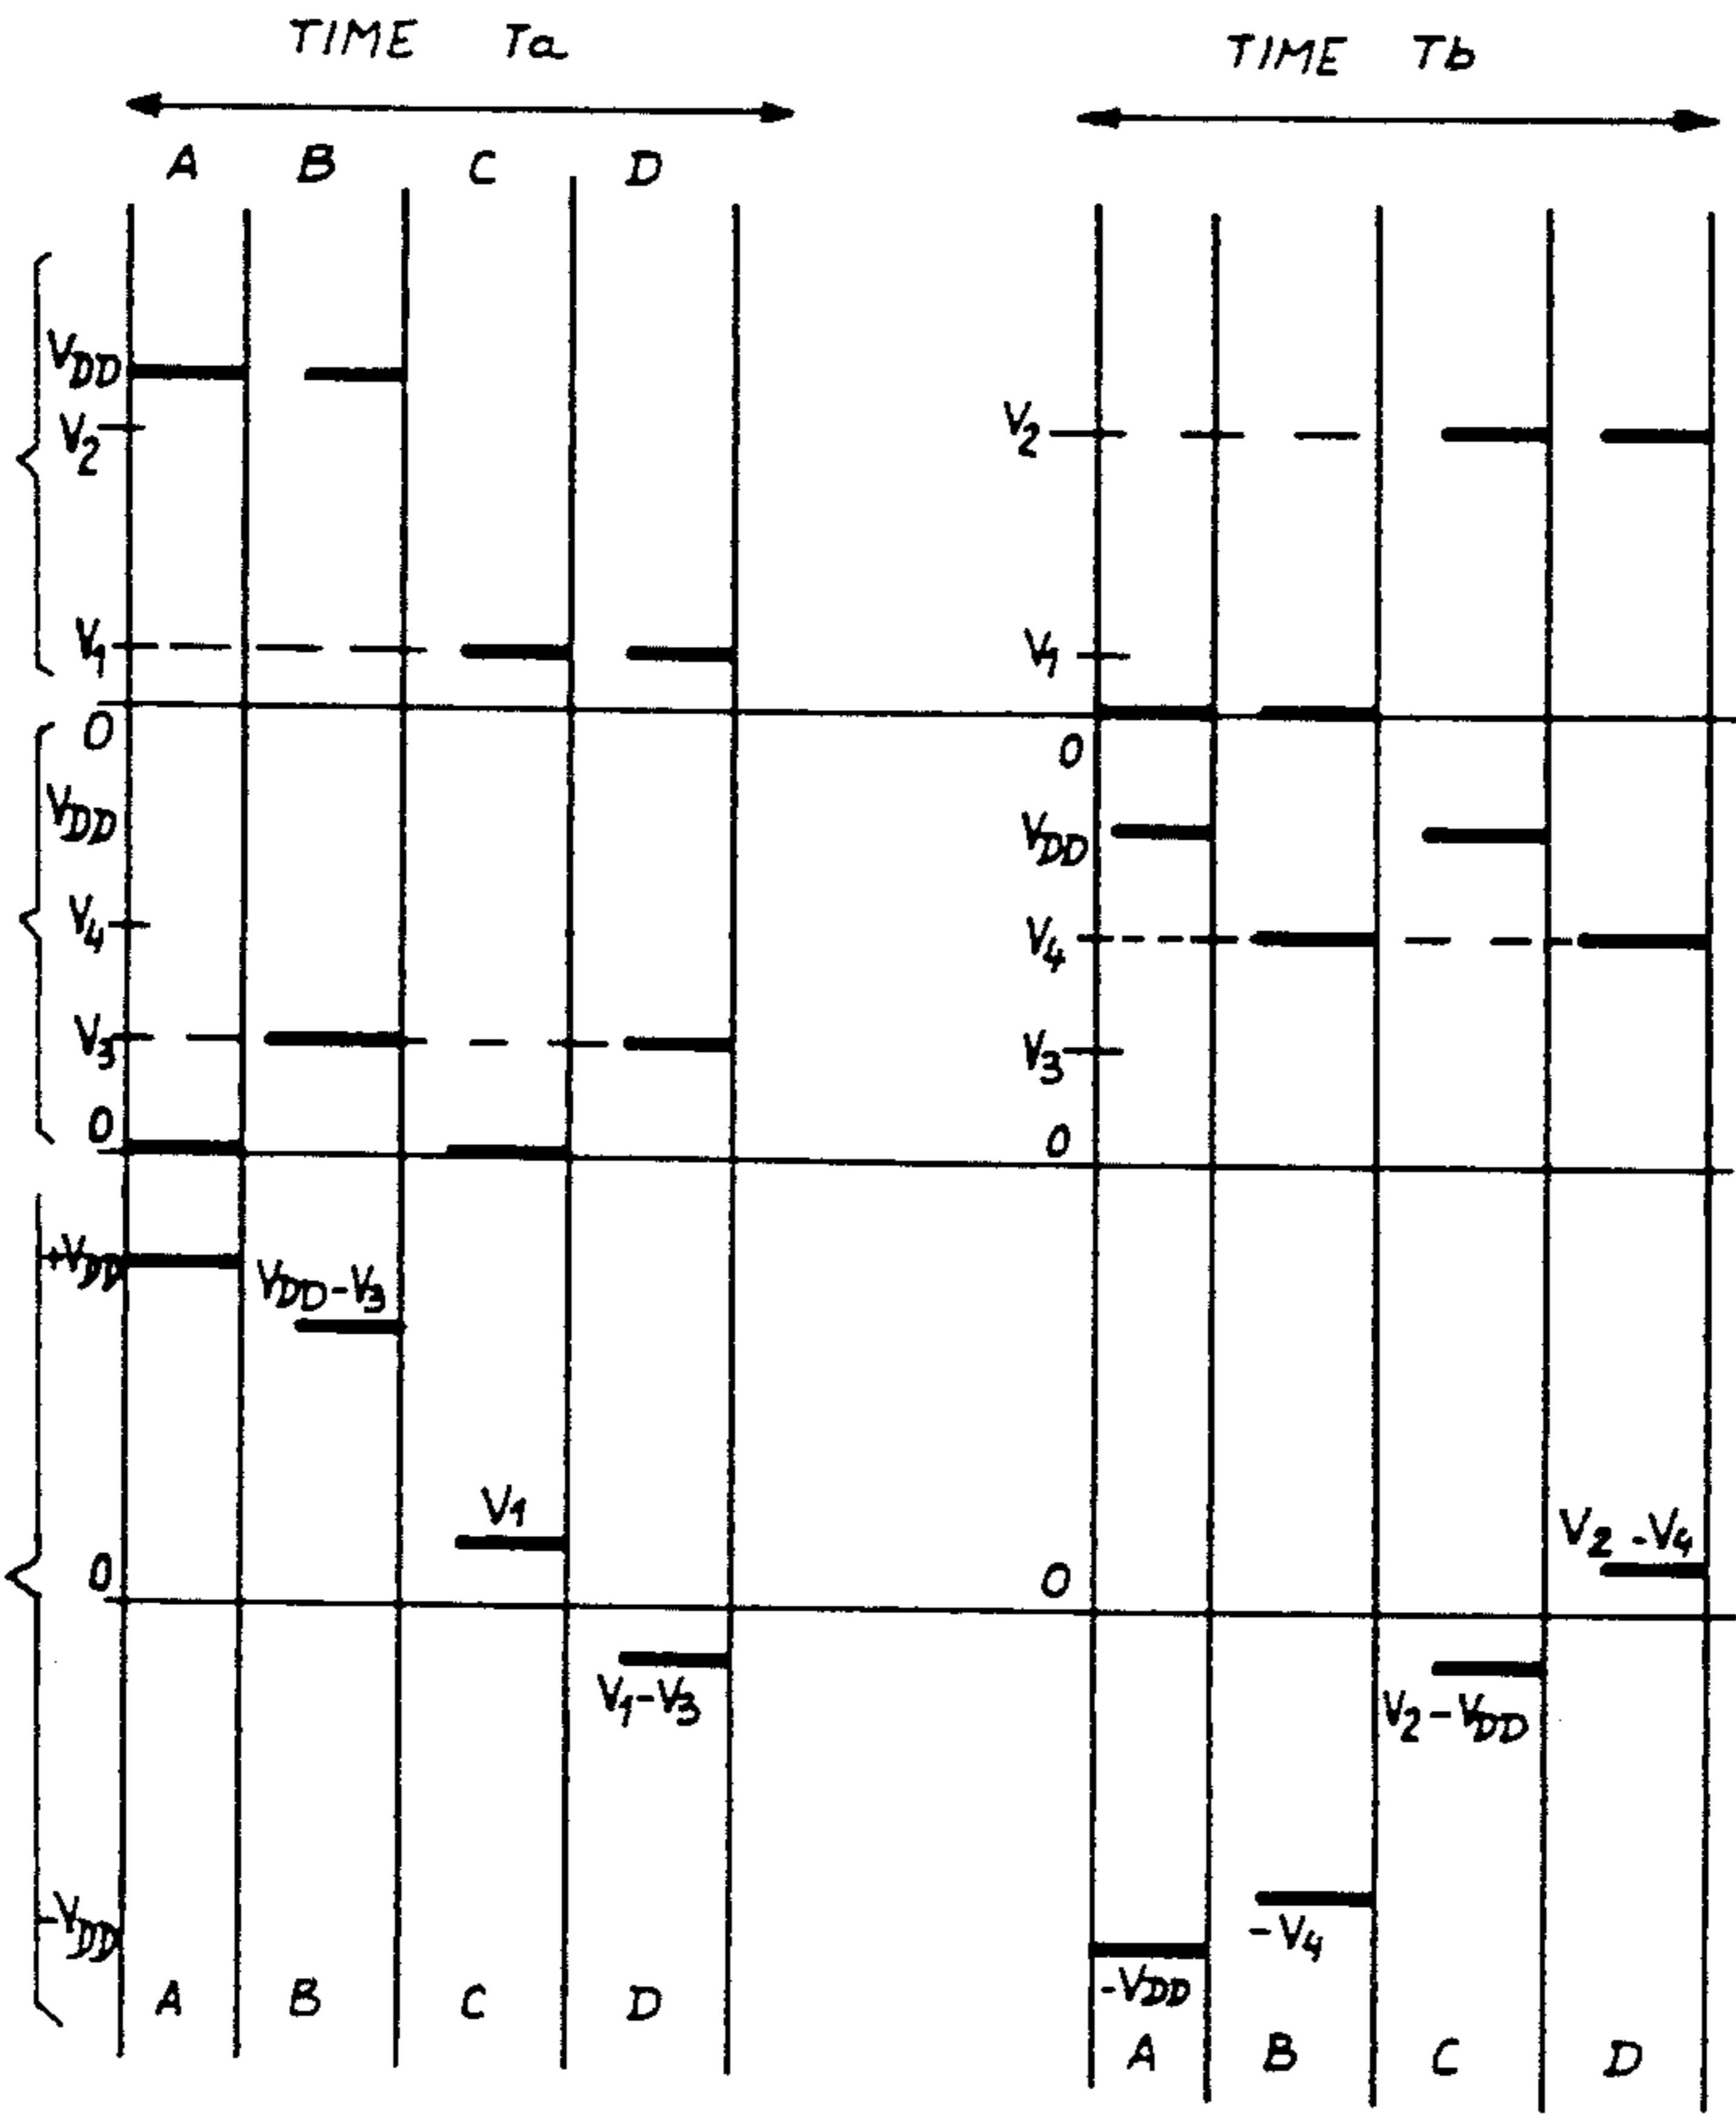 TIME Ta
TIME Tb
A B C D
VDD
V2
V2
V1
V1
0
0
VDD
VDD
V4
V4
V3
V3
0
0
+VDD
VDD-V3
V1
V2-V4
0
0
V1-V3
V2-VDD
-VDD
-V4
-VDD
A B C D
A B C D